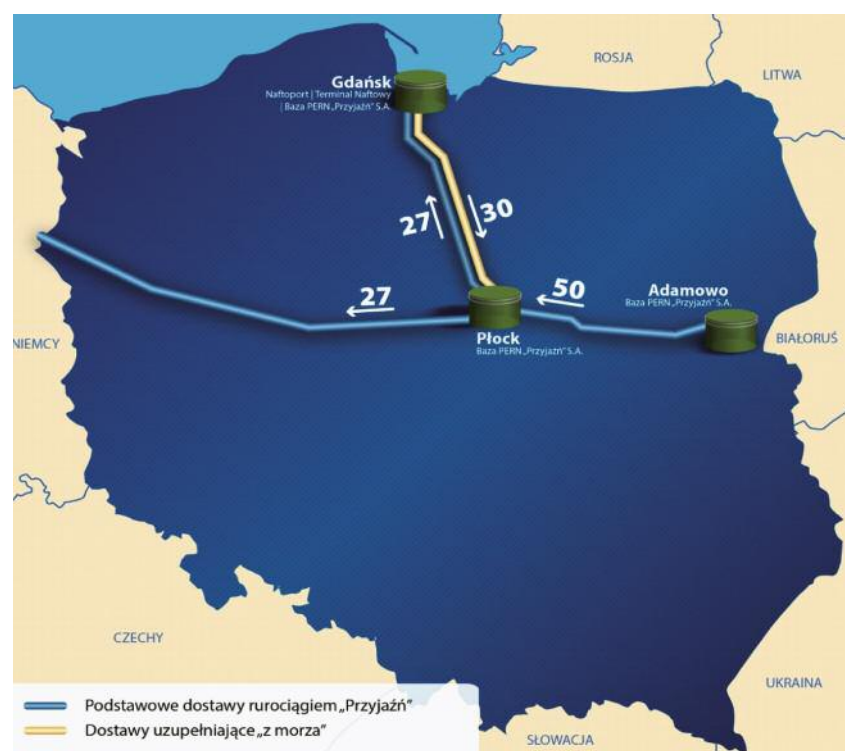 ROSJA
LITWA
Gdańsk
Naftoport | Terminal Naftowy
| Baza PERN „Przyjaźń” S.A.
27
30
Adamowo
Baza PERN „Przyjaźń” S.A.
50
27
Płock
Baza PERN „Przyjaźń” S.A.
NIEMCY
BIAŁORUŚ
CZECHY
UKRAINA
SŁOWACJA
Podstawowe dostawy rurociągiem „Przyjaźń”
Dostawy uzupełniające „z morza”